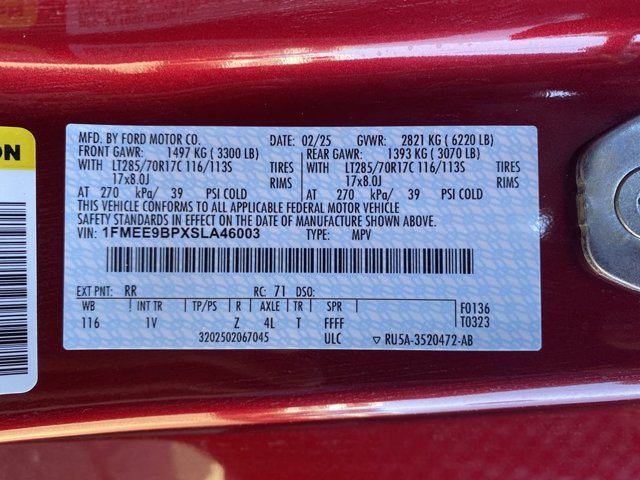 ON
MFD. BY FORD MOTOR CO. DATE: 02/25 GVWR: 2821 KG ( 6220 LB)
FRONT GAWR: 1497 KG ( 3300 LB) REAR GAWR: 1393 KG ( 3070 LB)
WITH LT285/70R17C 116/113S TIRES WITH LT285/70R17C 116/113S TIRES
17x8.0J RIMS 17x8.0J RIMS
AT 270 kPa/ 39 PSI COLD AT 270 kPa/ 39 PSI COLD
THIS VEHICLE CONFORMS TO ALL APPLICABLE FEDERAL MOTOR VEHICLE
SAFETY STANDARDS IN EFFECT ON THE DATE OF MANUFACTURE SHOWN ABOVE.
VIN: 1FMEE9BPXSLA46003 TYPE: MPV
EXT PNT: RR RC: 71 DSO:
WB INT TR TP/PS R AXLE TR SPR F0136
116 1V Z 4L T FFFF T0323
3202502067045 ULC RU5A-3520472-AB